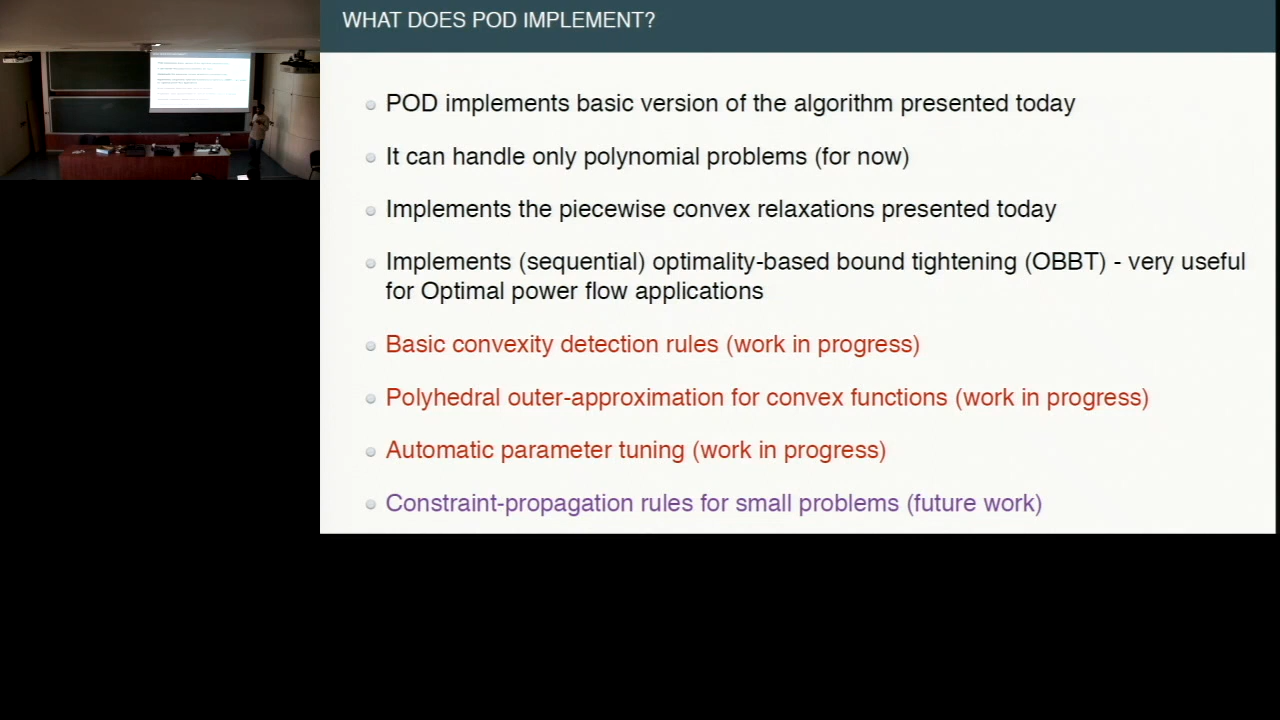 WHAT DOES POD IMPLEMENT?
POD implements basic version of the algorithm presented today
It can handle only polynomial problems (for now)
Implements the piecewise convex relaxations presented today
Implements (sequential) optimality-based bound tightening (OBBT) - very useful
for Optimal power flow applications
Basic convexity detection rules (work in progress)
Polyhedral outer-approximation for convex functions (work in progress)
Automatic parameter tuning (work in progress)
Constraint-propagation rules for small problems (future work)